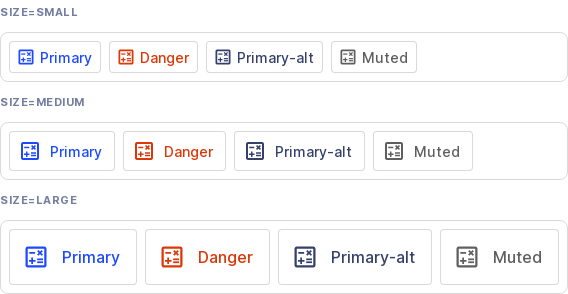 SIZE=SMALL
Primary Danger Primary-alt Muted
SIZE=MEDIUM
Primary Danger Primary-alt Muted
SIZE=LARGE
Primary Danger Primary-alt Muted